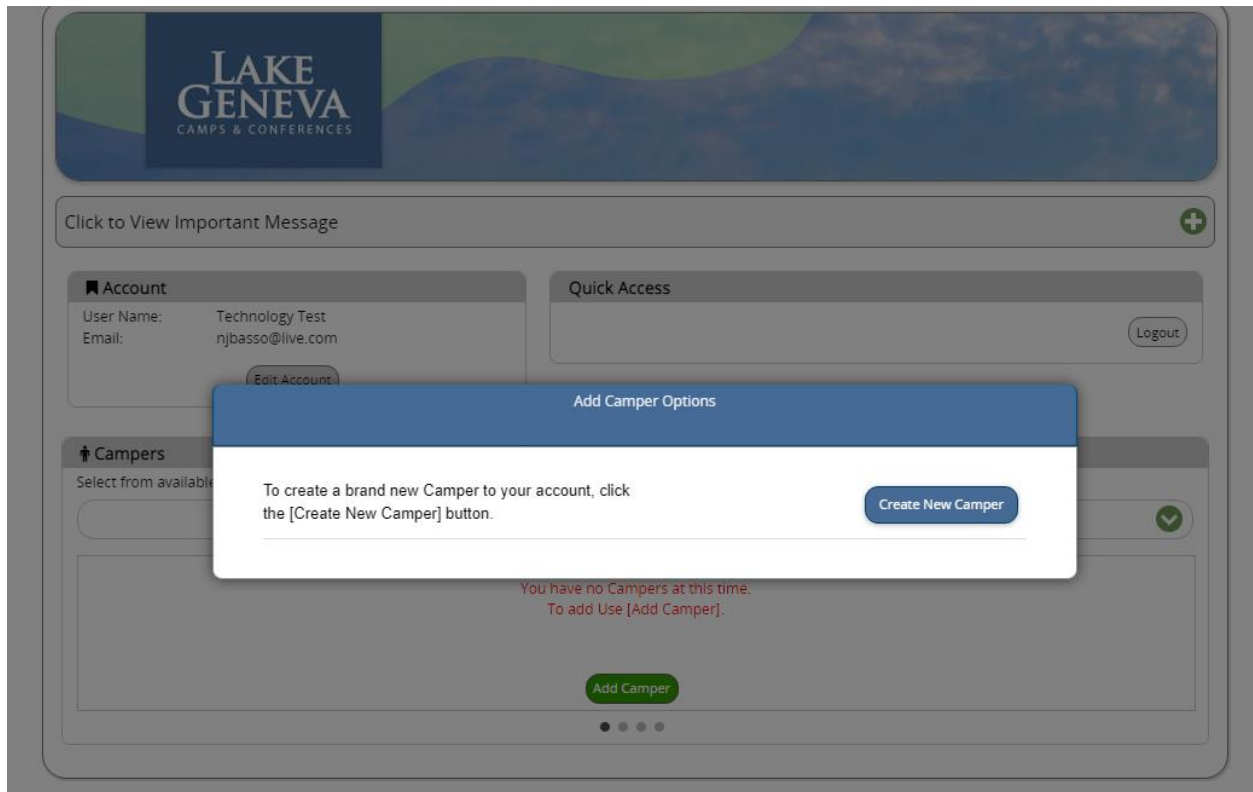 LAKE
GENEVA
CAMPS & CONFERENCES
Click to View Important Message
Account
User Name: Technology Test
Email: njbasso@live.com
Edit Account
Quick Access
Logout
Add Camper Options
Campers
Select from available
To create a brand new Camper to your account, click
the [Create New Camper] button.
Create New Camper
You have no Campers at this time.
To add Use [Add Camper].
Add Camper